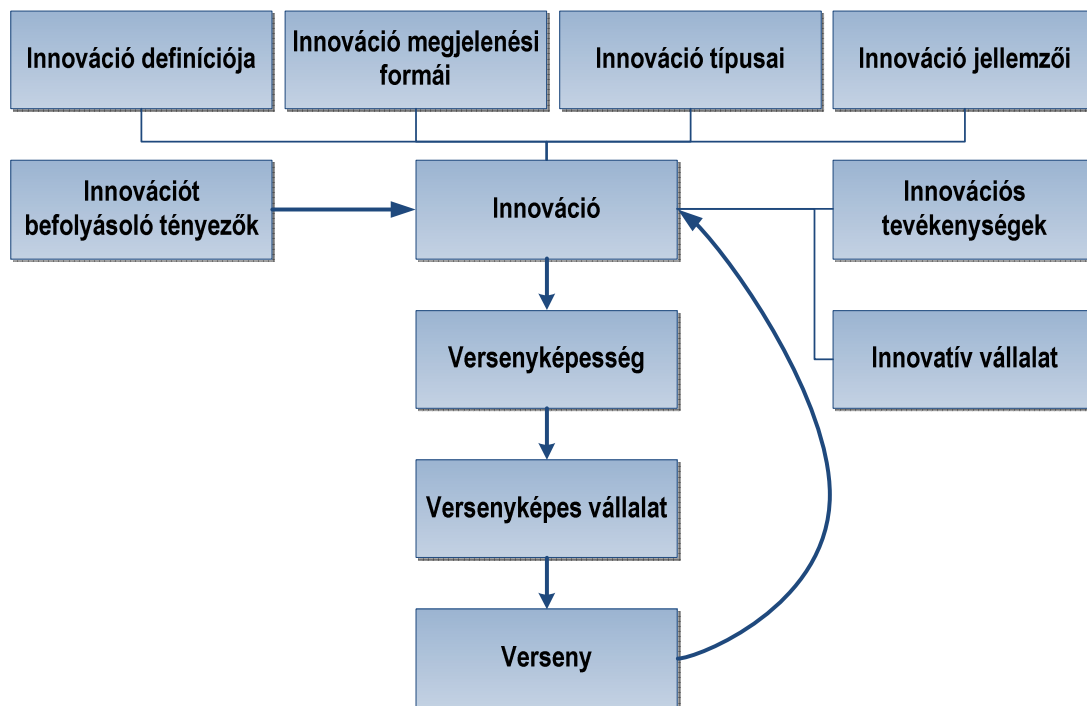 Innováció definíciója
Innováció megjelenési
formái
Innováció típusai
Innováció jellemzői
Innovációt
befolyásoló tényezők
Innováció
Innovációs
tevékenységek
Versenyképesség
Innovatív vállalat
Versenyképes vállalat
Verseny